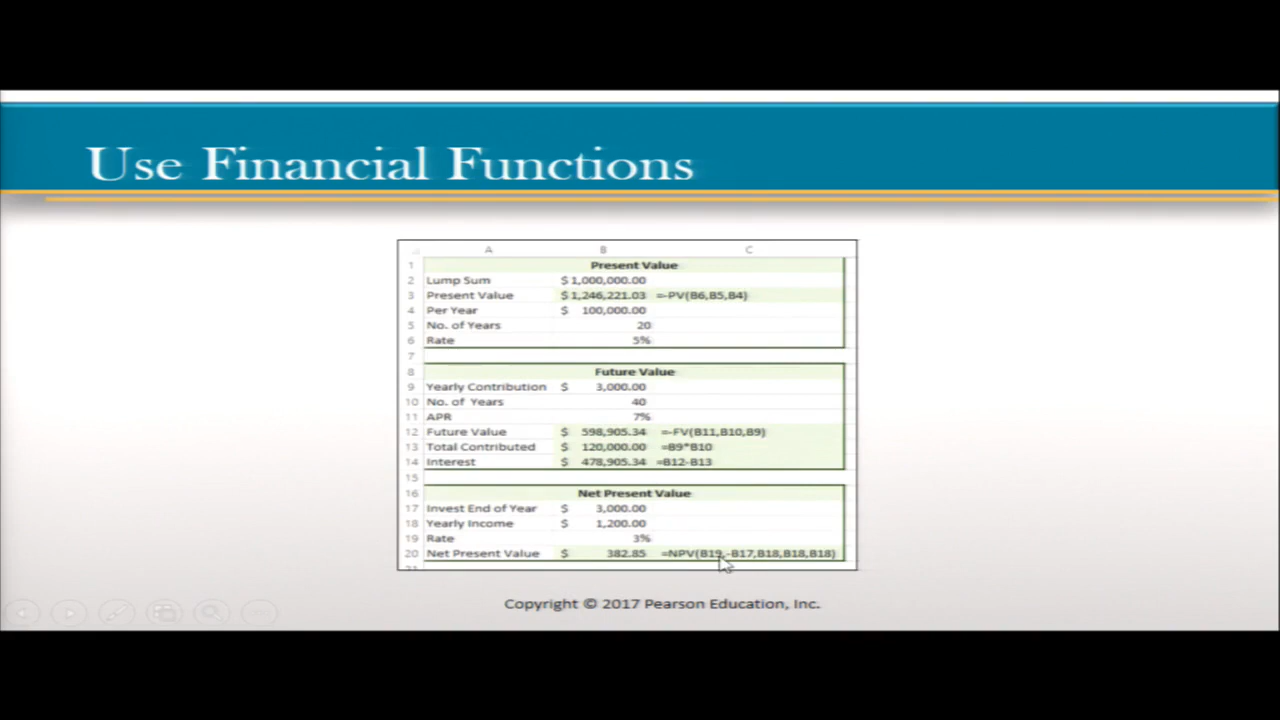 Use Financial Functions
A B C
1 Present Value
2 Lump Sum $1,000,000.00
3 Present Value $1,246,221.03 =-PV(B6,B5,B4)
4 Per Year $ 100,000.00
5 No. of Years 20
6 Rate 5%
7
8 Future Value
9 Yearly Contribution $ 3,000.00
10 No. of Years 40
11 APR 7%
12 Future Value $ 598,905.34 =-FV(B11,B10,B9)
13 Total Contributed $ 120,000.00 =B9*B10
14 Interest $ 478,905.34 =B12-B13
15
16 Net Present Value
17 Invest End of Year $ 3,000.00
18 Yearly Income $ 1,200.00
19 Rate 3%
20 Net Present Value $ 382.85 =NPV(B19,-B17,B18,B18,B18)
21
Copyright © 2017 Pearson Education, Inc.